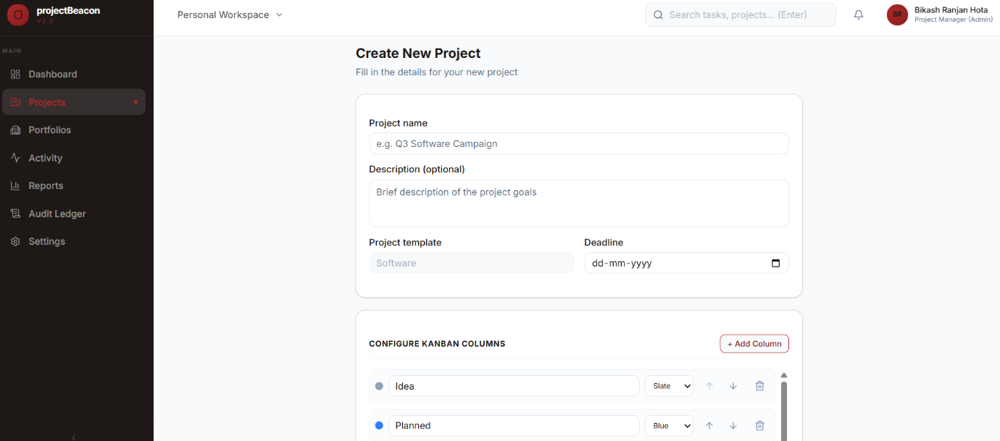 projectBeacon
V2.0
Personal Workspace
Search tasks, projects... (Enter)
BR
Bikash Ranjan Hota
Project Manager (Admin)
MAIN
Dashboard
Projects
Portfolios
Activity
Reports
Audit Ledger
Settings
Create New Project
Fill in the details for your new project
Project name
e.g. Q3 Software Campaign
Description (optional)
Brief description of the project goals
Project template
Deadline
Software
dd-mm-yyyy
CONFIGURE KANBAN COLUMNS
+ Add Column
Idea
Slate
Planned
Blue